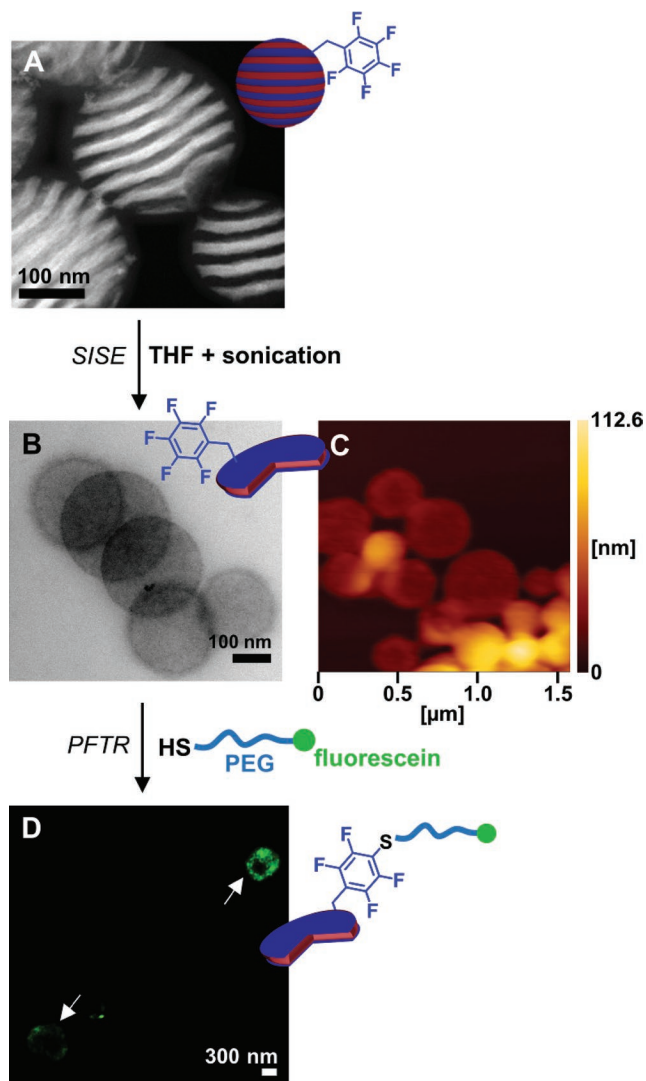 A
F
F
F
F
F
100 nm
SISE
THF + sonication
B
F
F
F
F
F
100 nm
C
112.6
[nm]
0
0
0.5
1.0
1.5
[µm]
PFTR
HS
PEG
fluorescein
D
S
F
F
F
F
300 nm